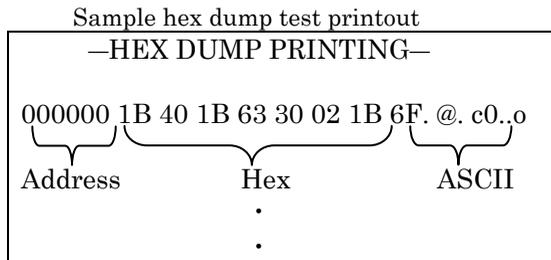 Sample hex dump test printout
—HEX DUMP PRINTING—
000000 1B 40 1B 63 30 02 1B 6F. @. c0..o
Address Hex ASCII
.
.